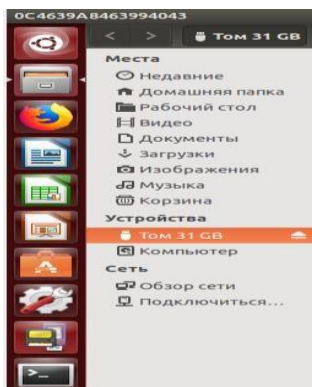 0C4639A8463994043
< > Том 31 GB
Места
Недавние
Домашняя папка
Рабочий стол
Видео
Документы
Загрузки
Изображения
Музыка
Корзина
Устройства
Том 31 GB
Компьютер
Сеть
Обзор сети
Подключиться...
>_